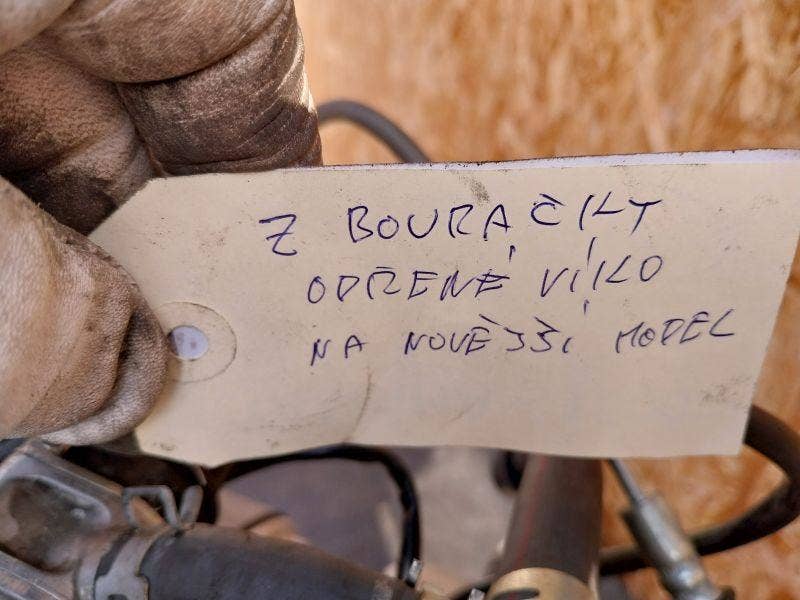 Z BOURAČKY
ODŘENÉ VÍKO
NA NOVĚJŠÍ MODEL